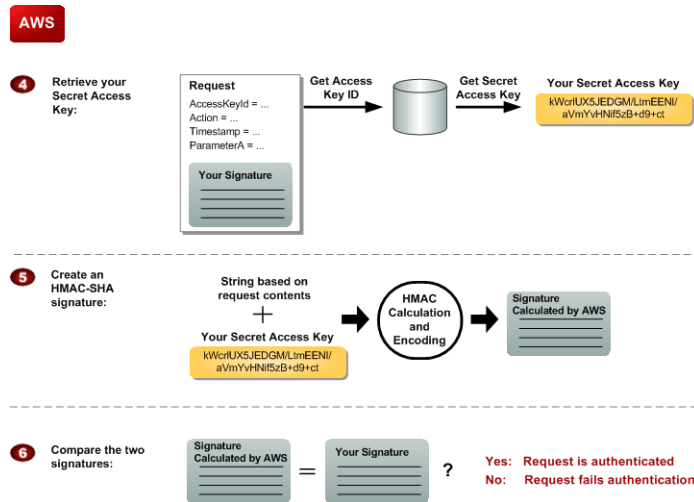 AWS
4 Retrieve your
Secret Access
Key:
Request
AccessKeyId = ...
Action = ...
Timestamp = ...
ParameterA = ...
Your Signature
Get Access
Key ID
Get Secret
Access Key
Your Secret Access Key
kWcrlUX5JEDGM/LtmEENI/
aVmYvHNif5zB+d9+ct
5 Create an
HMAC-SHA
signature:
String based on
request contents
+
Your Secret Access Key
kWcrlUX5JEDGM/LtmEENI/
aVmYvHNif5zB+d9+ct
HMAC
Calculation
and
Encoding
Signature
Calculated by AWS
6 Compare the two
signatures:
Signature
Calculated by AWS
=
Your Signature
?
Yes: Request is authenticated
No: Request fails authentication